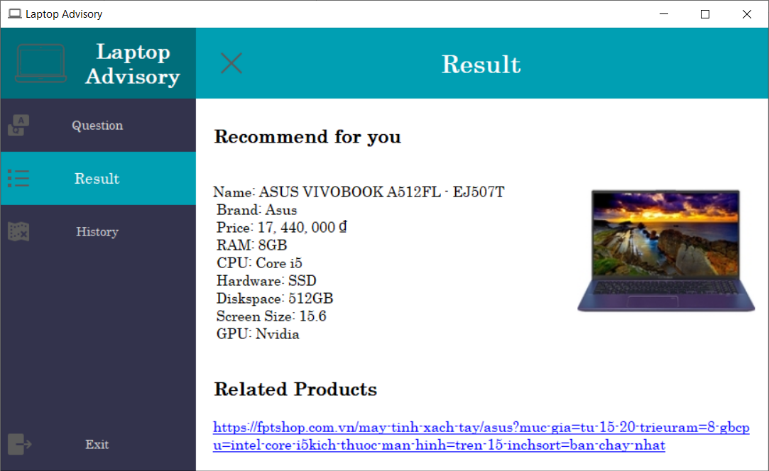 Laptop Advisory
Laptop
Advisory
Result
Question
Result
History
Exit
Recommend for you
Name: ASUS VIVOBOOK A512FL - EJ507T
Brand: Asus
Price: 17, 440, 000 ₫
RAM: 8GB
CPU: Core i5
Hardware: SSD
Diskspace: 512GB
Screen Size: 15.6
GPU: Nvidia
Related Products
https://fptshop.com.vn/may-tinh-xach-tay/asus?muc-gia=tu-15-20-trieuram=8-gbcp
u=intel-core-i5kich-thuoc-man-hinh=tren-15-inchsort=ban-chay-nhat